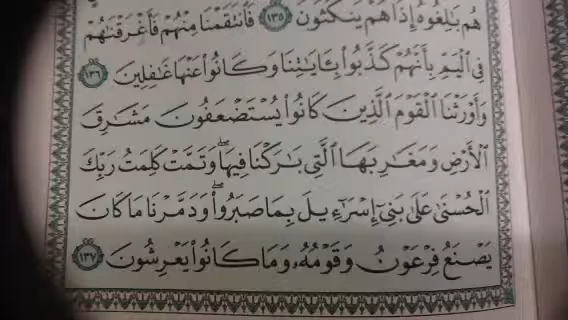 هُم بَٰلِغُوهُ إِذَا هُمْ يَنكُثُونَ ١٣٥ فَٱنتَقَمْنَا مِنْهُمْ فَأَغْرَقْنَٰهُمْ
فِى ٱلْيَمِّ بِأَنَّهُمْ كَذَّبُوا۟ بِـَٔايَٰتِنَا وَكَانُوا۟ عَنْهَا غَٰفِلِينَ ١٣٦
وَأَوْرَثْنَا ٱلْقَوْمَ ٱلَّذِينَ كَانُوا۟ يُسْتَضْعَفُونَ مَشَٰرِقَ
ٱلْأَرْضِ وَمَغَٰرِبَهَا ٱلَّتِى بَٰرَكْنَا فِيهَا ۖ وَتَمَّتْ كَلِمَتُ رَبِّكَ
ٱلْحُسْنَىٰ عَلَىٰ بَنِىٓ إِسْرَٰٓءِيلَ بِمَا صَبَرُوا۟ ۖ وَدَمَّرْنَا مَا كَانَ
يَصْنَعُ فِرْعَوْنُ وَقَوْمُهُۥ وَمَا كَانُوا۟ يَعْرِشُونَ ١٣٧